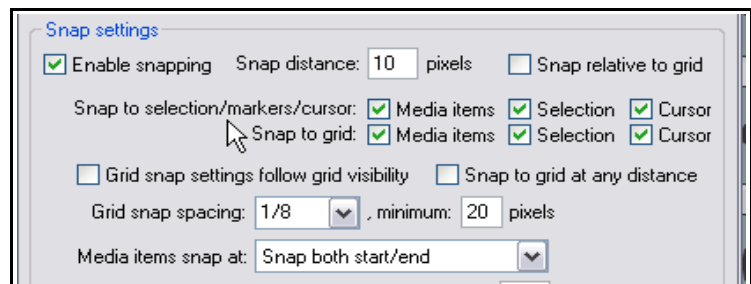 Snap settings
Enable snapping Snap distance: 10 pixels Snap relative to grid
Snap to selection/markers/cursor: Media items Selection Cursor
Snap to grid: Media items Selection Cursor
Grid snap settings follow grid visibility Snap to grid at any distance
Grid snap spacing: 1/8 , minimum: 20 pixels
Media items snap at: Snap both start/end